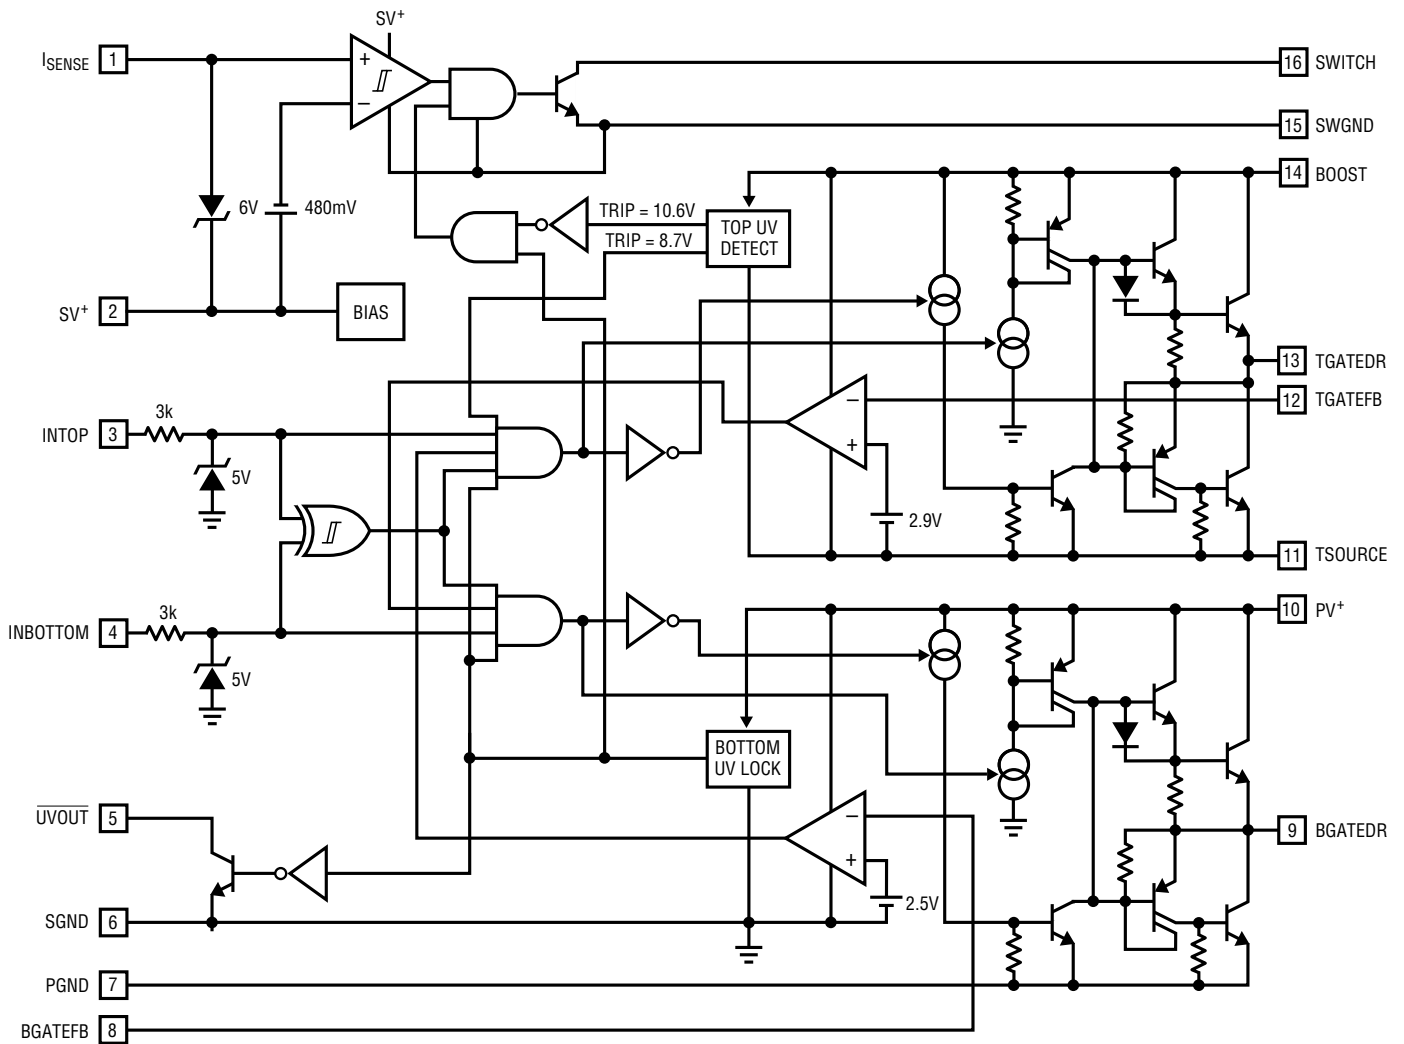 SV+
ISENSE 1
+
−
16 SWITCH
15 SWGND
14 BOOST
6V
480mV
TRIP = 10.6V
TRIP = 8.7V
TOP UV
DETECT
SV+ 2
BIAS
13 TGATEDR
12 TGATEFB
−
+
3k
INTOP 3
5V
2.9V
11 TSOURCE
10 PV+
3k
INBOTTOM 4
5V
BOTTOM
UV LOCK
UVOUT 5
−
+
9 BGATEDR
2.5V
SGND 6
PGND 7
BGATEFB 8